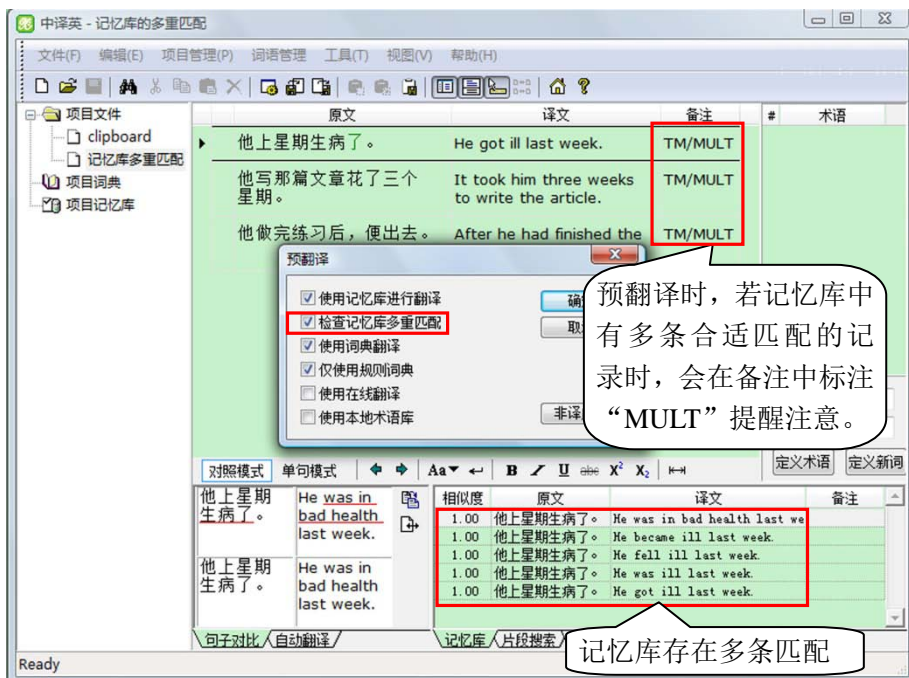 中译英 - 记忆库的多重匹配
文件(F) 编辑(E) 项目管理(P) 词语管理 工具(T) 视图(V) 帮助(H)
Aa B U abc X² X₂
项目文件
clipboard
记忆库多重匹配
项目词典
项目记忆库
原文 译文 备注 # 术语
他上星期生病了。 He got ill last week. TM/MULT
他写那篇文章花了三个 It took him three weeks TM/MULT
星期。 to write the article.
他做完练习后，便出去。 After he had finished the TM/MULT
预翻译
使用记忆库进行翻译
检查记忆库多重匹配
使用词典翻译
仅使用规则词典
使用在线翻译
使用本地术语库 非译
预翻译时，若记忆库中
有多条合适匹配的记
录时，会在备注中标注
“MULT”提醒注意。
定义术语 定义新词
对照模式 单句模式
他上星期 He was in
生病了。 bad health
last week.
他上星期 He was in
生病了。 bad health
last week.
相似度 原文 译文 备注
1.00 他上星期生病了。 He was in bad health last we
1.00 他上星期生病了。 He became ill last week.
1.00 他上星期生病了。 He fell ill last week.
1.00 他上星期生病了。 He was ill last week.
1.00 他上星期生病了。 He got ill last week.
句子对比 自动翻译 记忆库 片段搜索
记忆库存在多条匹配
Ready